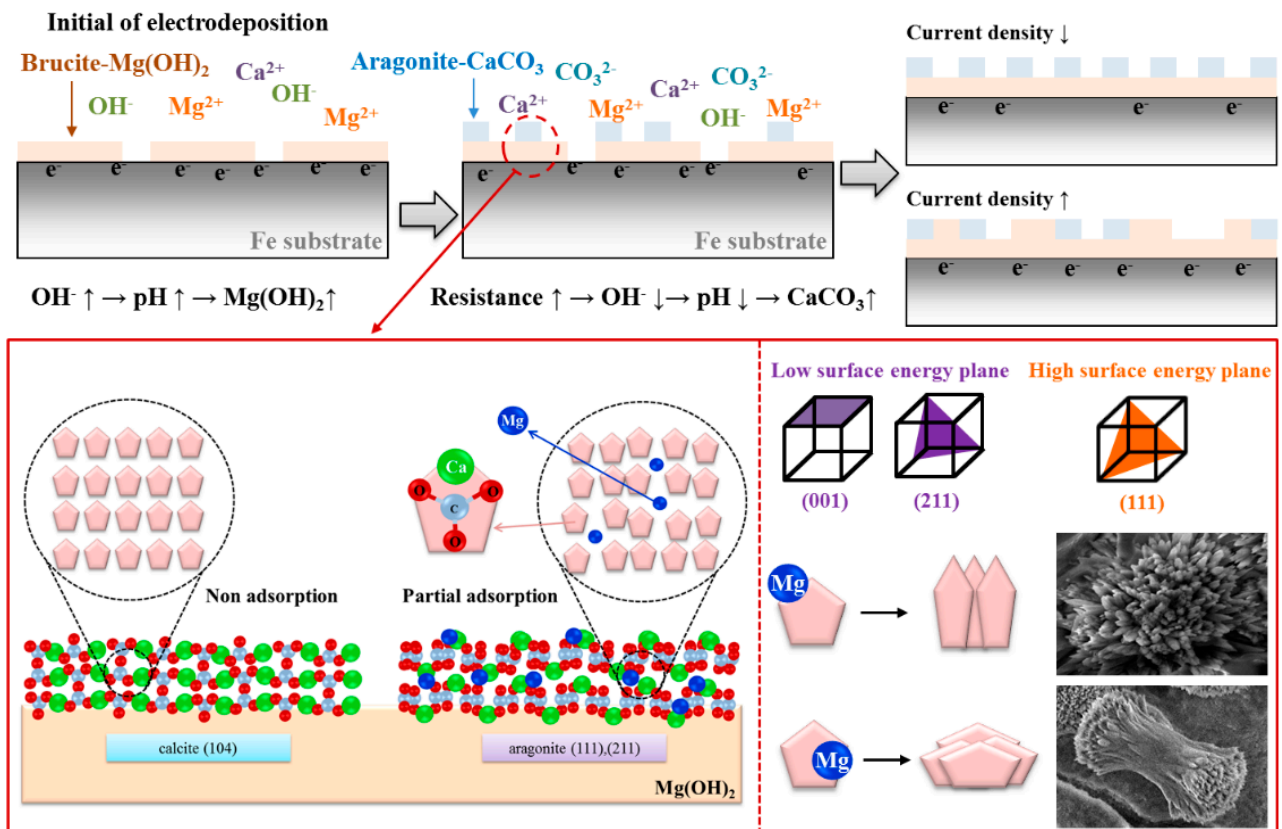 Initial of electrodeposition
Brucite-Mg(OH)₂
Ca²⁺
OH⁻
Mg²⁺
OH⁻
Mg²⁺
e⁻ e⁻ e⁻ e⁻ e⁻ e⁻ e⁻
Fe substrate
OH⁻ ↑ → pH ↑ → Mg(OH)₂↑
Aragonite-CaCO₃
CO₃²⁻
CO₃²⁻
Ca²⁺
Mg²⁺
Ca²⁺
OH⁻
Mg²⁺
e⁻ e⁻ e⁻ e⁻ e⁻ e⁻
Fe substrate
Resistance ↑ → OH⁻ ↓→ pH ↓ → CaCO₃↑
Current density ↓
e⁻ e⁻ e⁻ e⁻
Current density ↑
e⁻ e⁻ e⁻ e⁻ e⁻ e⁻
Non adsorption
calcite (104)
Mg
Ca
O
O
C
O
Partial adsorption
aragonite (111),(211)
Mg(OH)₂
Low surface energy plane
High surface energy plane
(001)
(211)
(111)
Mg
Mg